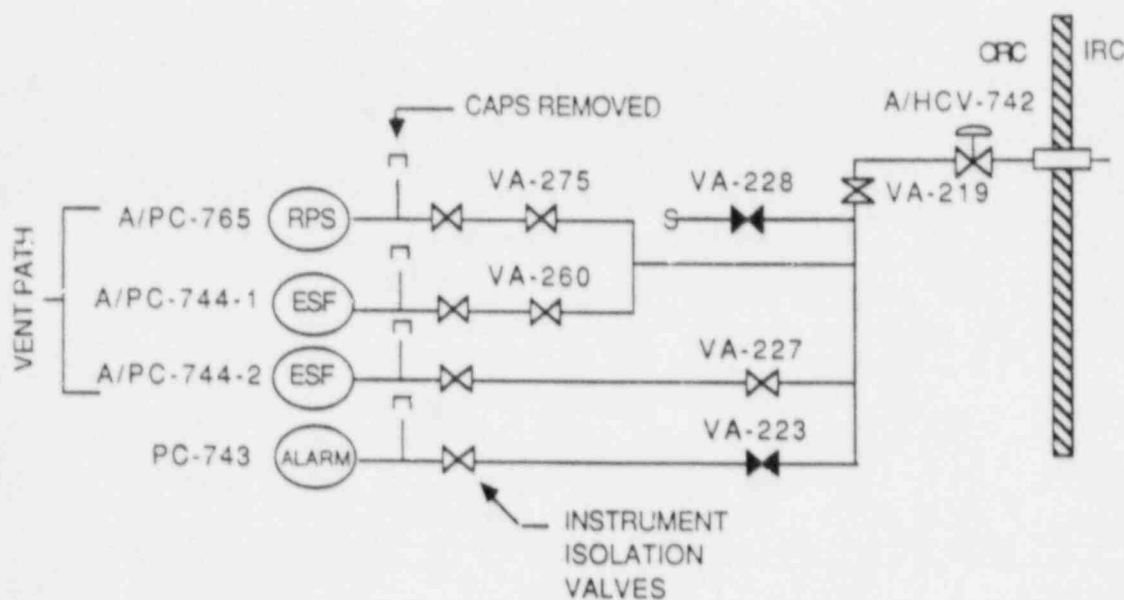 ORC
IRC
A/HCV-742
CAPS REMOVED
VA-275
VA-228
VA-219
A/PC-765
RPS
S
VENT PATH
VA-260
A/PC-744-1
ESF
VA-227
A/PC-744-2
ESF
VA-223
PC-743
ALARM
INSTRUMENT
ISOLATION
VALVES